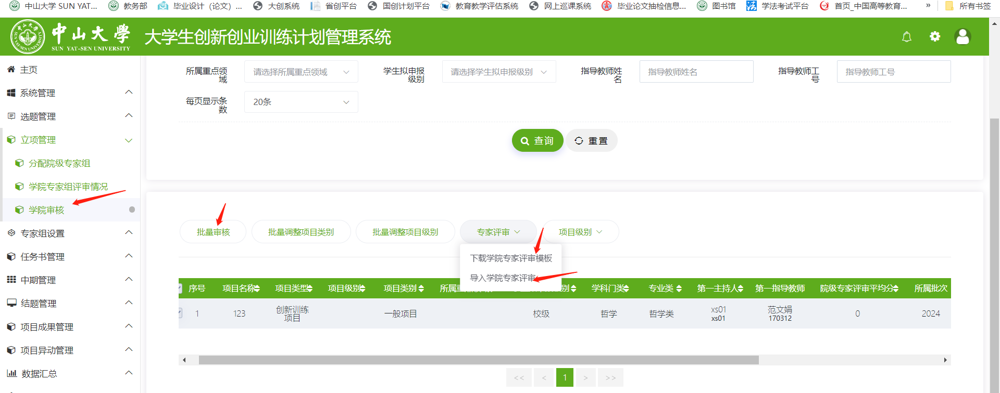 中山大学 SUN YAT... 教务部 毕业设计（论文）... 大创系统 省创平台 国创计划平台 教育教学评估系统 网上巡课系统 毕业论文抽检信息... 图书馆 学法考试平台 首页_中国高等教育... » 所有书签
中山大學
SUN YAT-SEN UNIVERSITY
大学生创新创业训练计划管理系统
主页
系统管理
选题管理
立项管理
分配院级专家组
学院专家组评审情况
学院审核
专家组设置
任务书管理
中期管理
结题管理
项目成果管理
项目异动管理
数据汇总
所属重点领域
请选择所属重点领域
学生拟申报级别
请选择学生拟申报级别
指导教师姓名
指导教师姓名
指导教师工号
指导教师工号
每页显示条数
20条
查询 重置
批量审核 批量调整项目类别 批量调整项目级别 专家评审 项目级别
下载学院专家评审模板
导入学院专家评审
序号 项目名称 项目类型 项目级别 项目类别 所属重 别 学科门类 专业类 第一主持人 第一指导教师 院级专家评审平均分 所属批次
1 123 创新训练项目 一般项目 校级 哲学 哲学类 xs01 xs01 范文娟 170312 0 2024
<< < 1 > >>